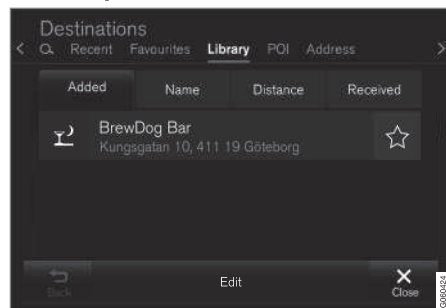 Destinations
Recent Favourites Library POI Address
Added Name Distance Received
BrewDog Bar
Kungsgatan 10, 411 19 Göteborg
Back Edit Close
G060424